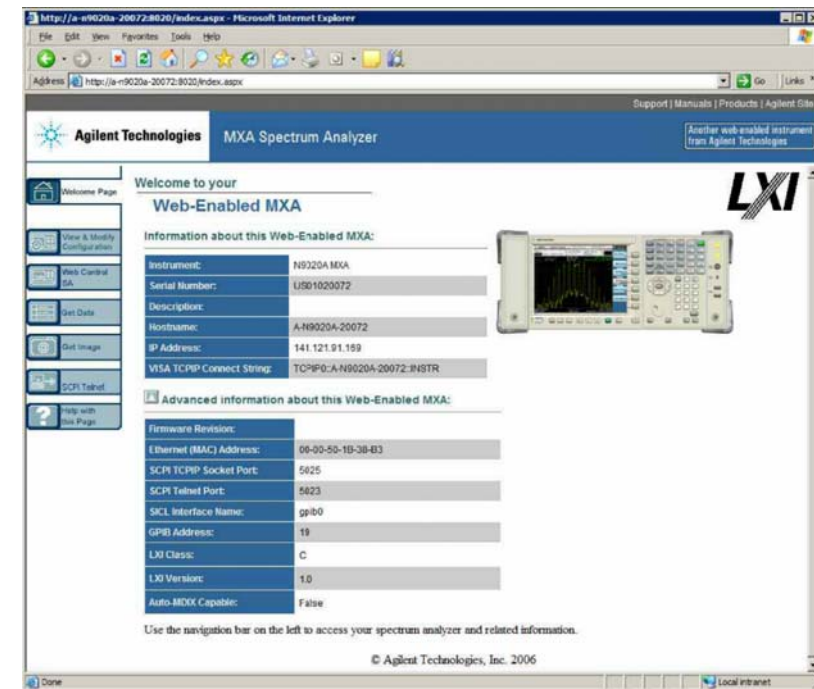 http://a-n9020a-20072:8020/index.aspx - Microsoft Internet Explorer
File Edit View Favorites Tools Help
Address http://a-n9020a-20072:8020/index.aspx Go Links
Support | Manuals | Products | Agilent Site
Agilent Technologies MXA Spectrum Analyzer
Another web-enabled instrument
from Agilent Technologies
Welcome Page
View & Modify
Configuration
Web Control
SA
Get Data
Get Image
SCPI Telnet
Help with
this Page
Welcome to your
Web-Enabled MXA
LXI
Information about this Web-Enabled MXA:
Instrument: N9020A MXA
Serial Number: US01020072
Description:
Hostname: A-N9020A-20072
IP Address: 141.121.91.169
VISA TCPIP Connect String: TCPIP0::A-N9020A-20072::INSTR
Advanced information about this Web-Enabled MXA:
Firmware Revision:
Ethernet (MAC) Address:
SCPI TCPIP Socket Port: 5025
SCPI Telnet Port: 5023
SICL Interface Name: gpib0
GPIB Address: 19
LXI Class: C
LXI Version: 1.0
Auto-MDIX Capable: False
Use the navigation bar on the left to access your spectrum analyzer and related information.
© Agilent Technologies, Inc. 2006
Done Local intranet